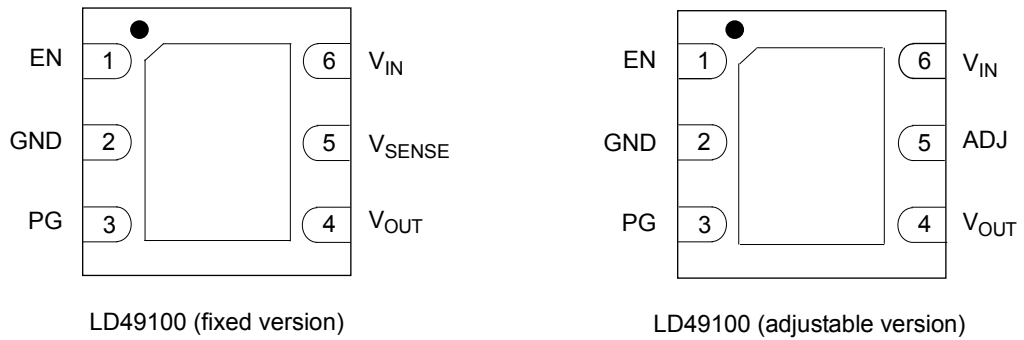 EN 1 6 VIN
GND 2 5 VSENSE
PG 3 4 VOUT
LD49100 (fixed version)
EN 1 6 VIN
GND 2 5 ADJ
PG 3 4 VOUT
LD49100 (adjustable version)